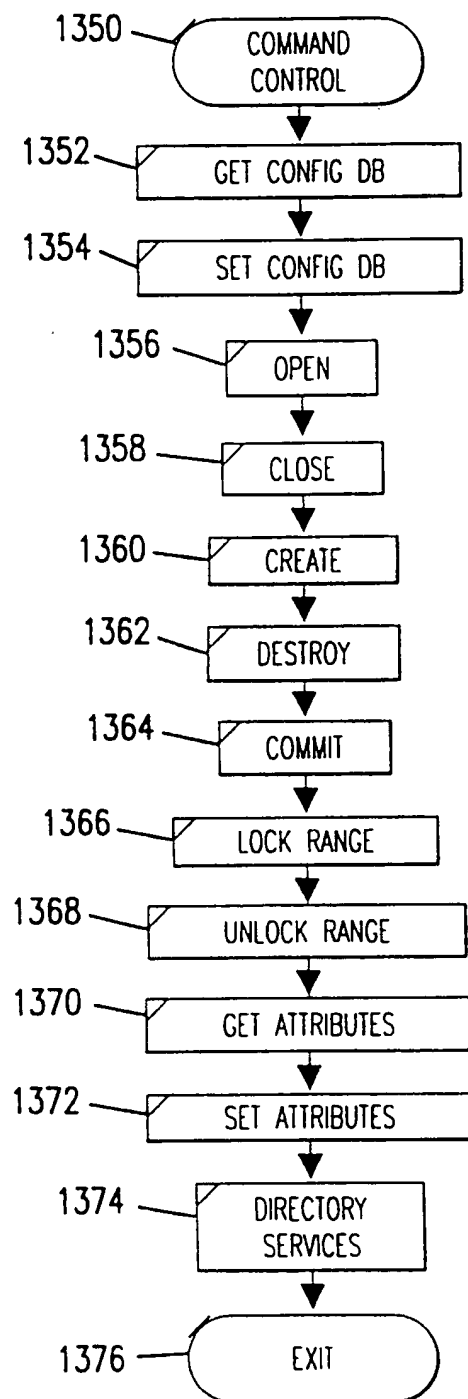 1350
COMMAND
CONTROL
1352
GET CONFIG DB
1354
SET CONFIG DB
1356
OPEN
1358
CLOSE
1360
CREATE
1362
DESTROY
1364
COMMIT
1366
LOCK RANGE
1368
UNLOCK RANGE
1370
GET ATTRIBUTES
1372
SET ATTRIBUTES
1374
DIRECTORY
SERVICES
1376
EXIT